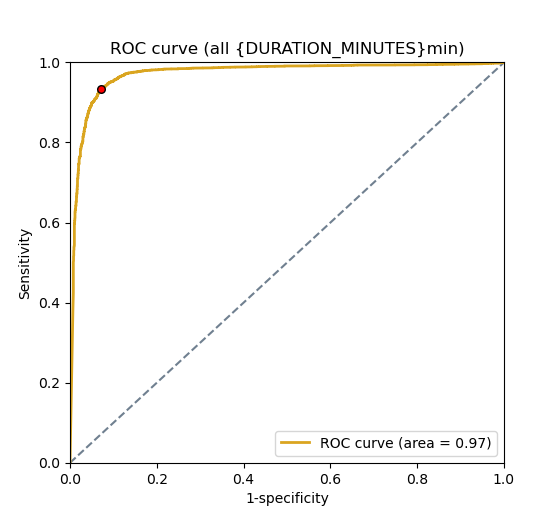 ROC curve (all {DURATION_MINUTES}min)
1.0
0.8
0.6
0.4
0.2
0.0
Sensitivity
ROC curve (area = 0.97)
0.0 0.2 0.4 0.6 0.8 1.0
1-specificity